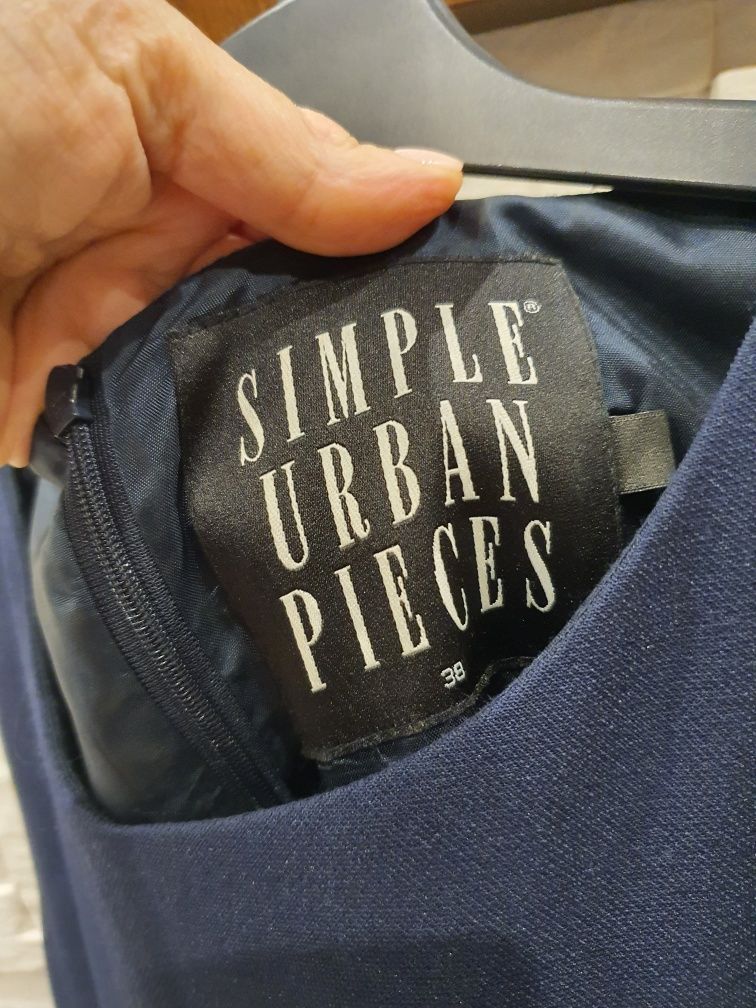 SIMPLE®
URBAN
PIECES
38